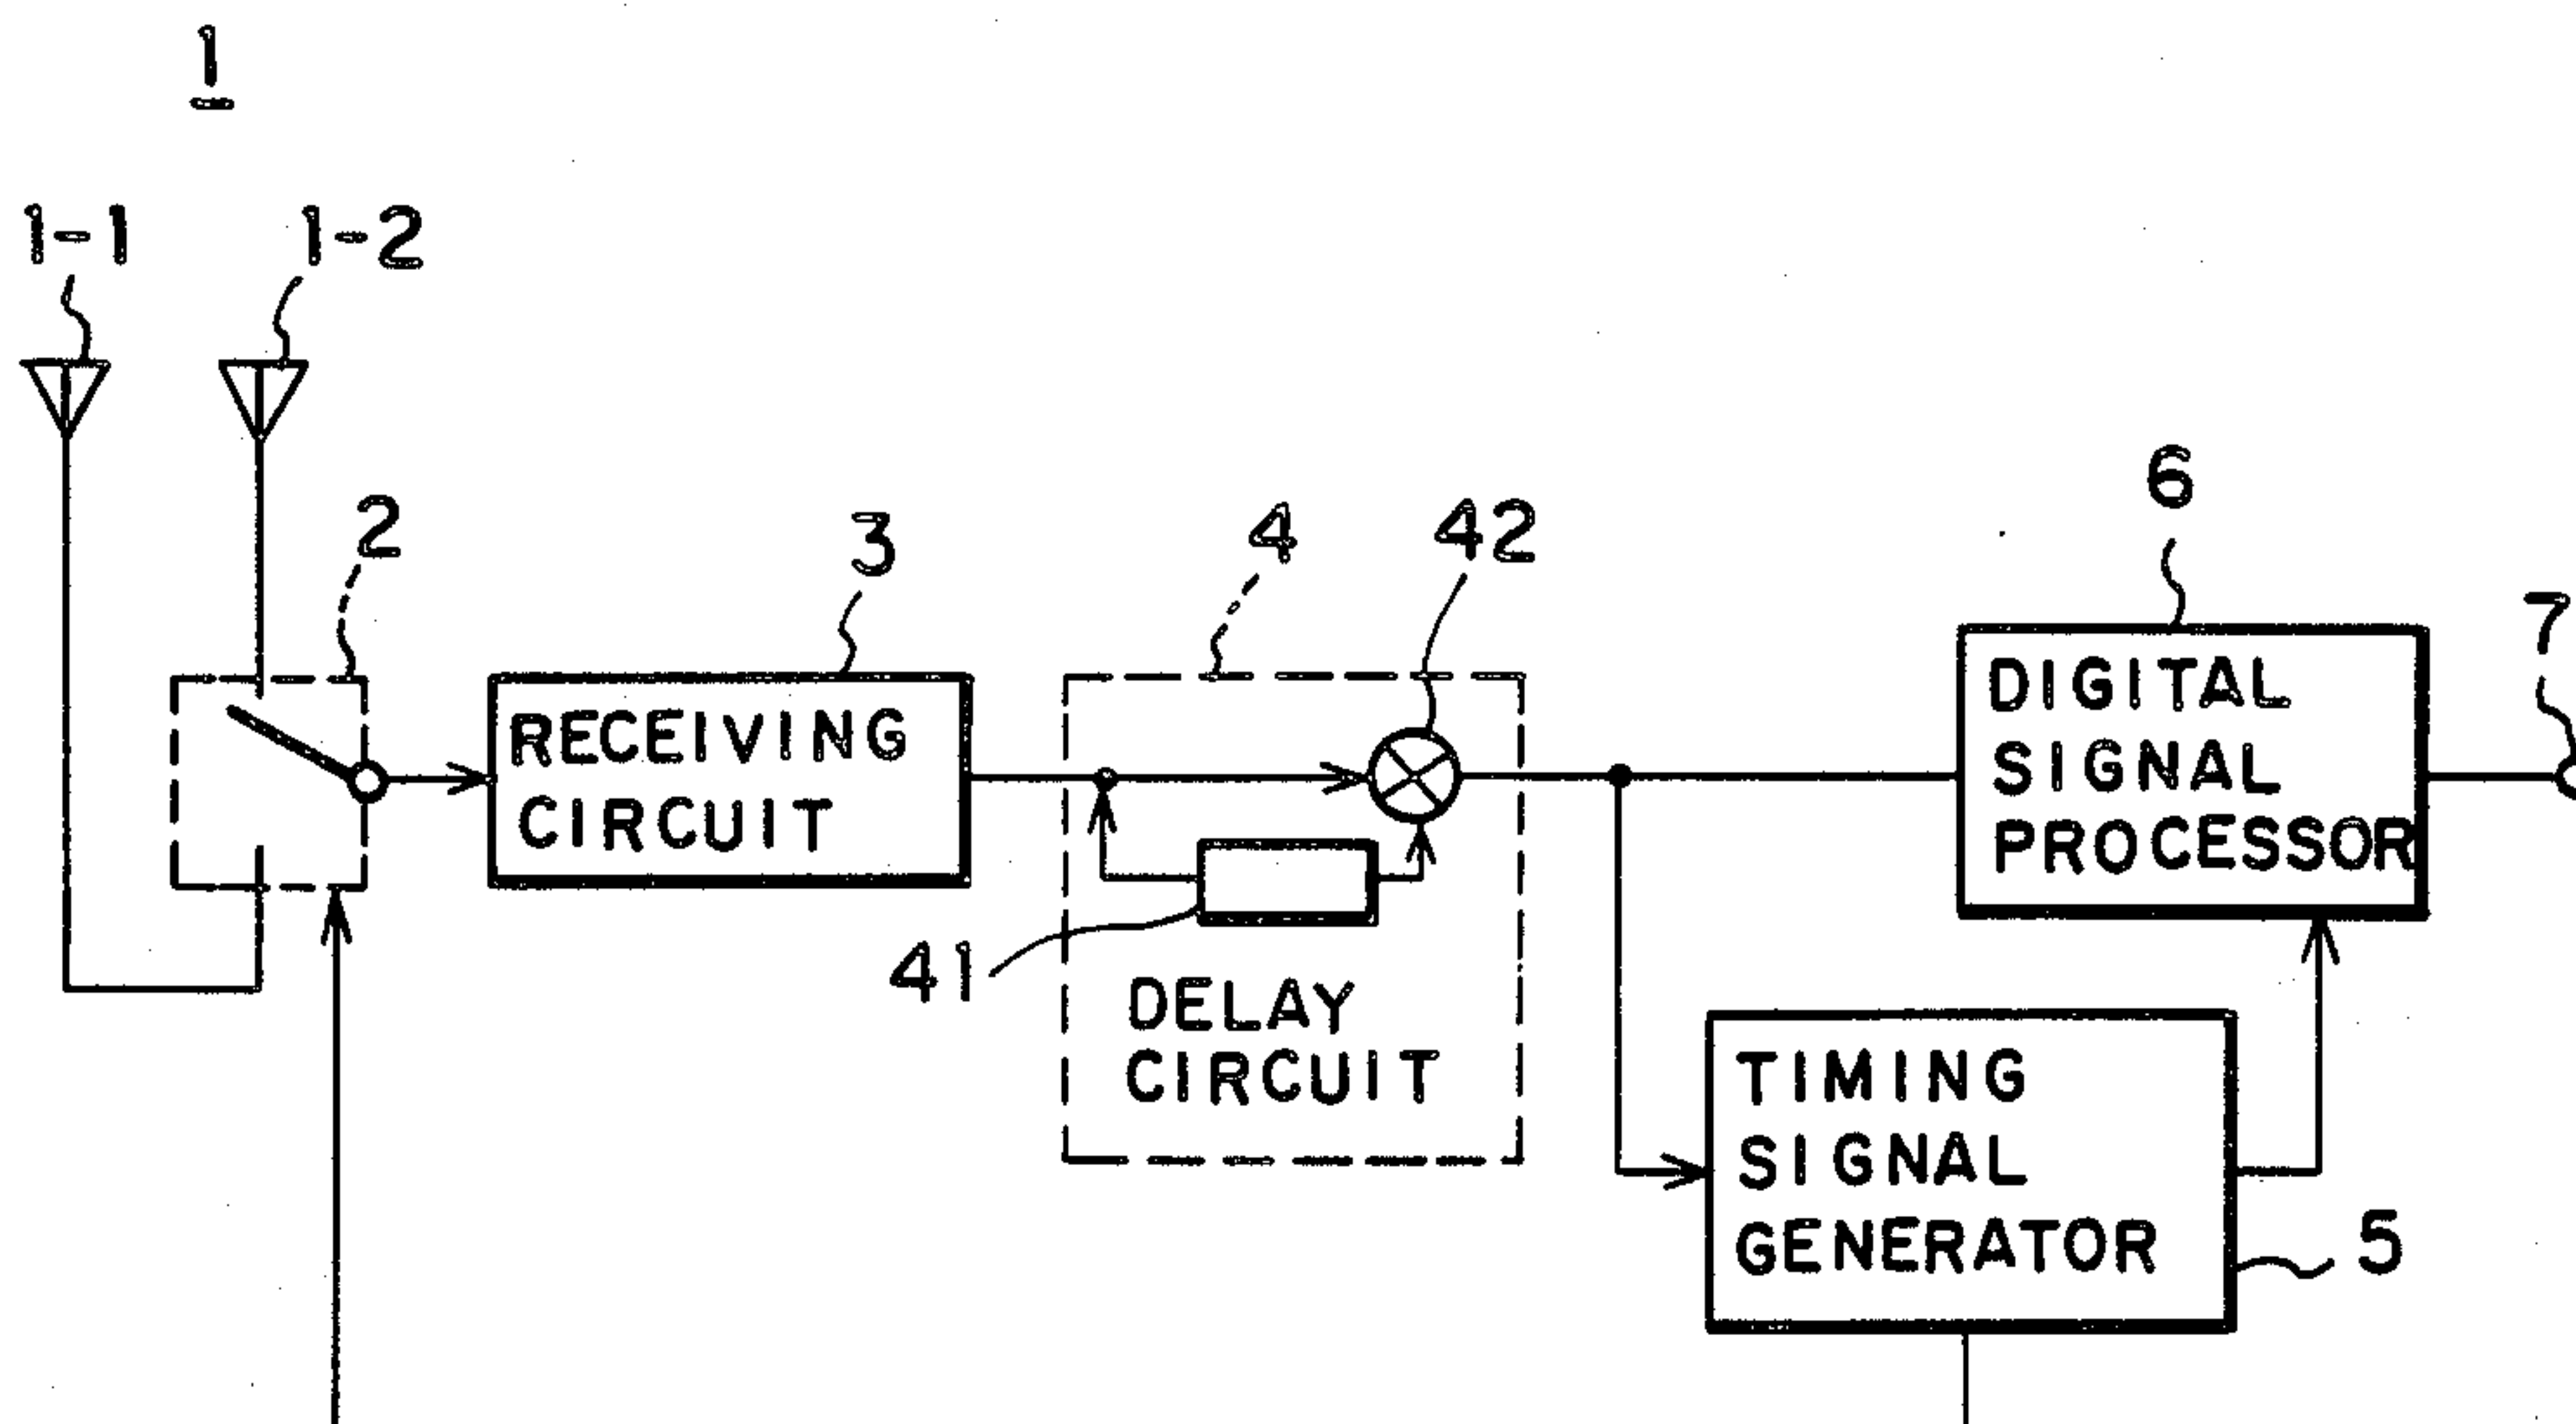 1
1-1
1-2
2
3
4
42
6
7
RECEIVING
CIRCUIT
DIGITAL
SIGNAL
PROCESSOR
41
DELAY
CIRCUIT
TIMING
SIGNAL
GENERATOR
5